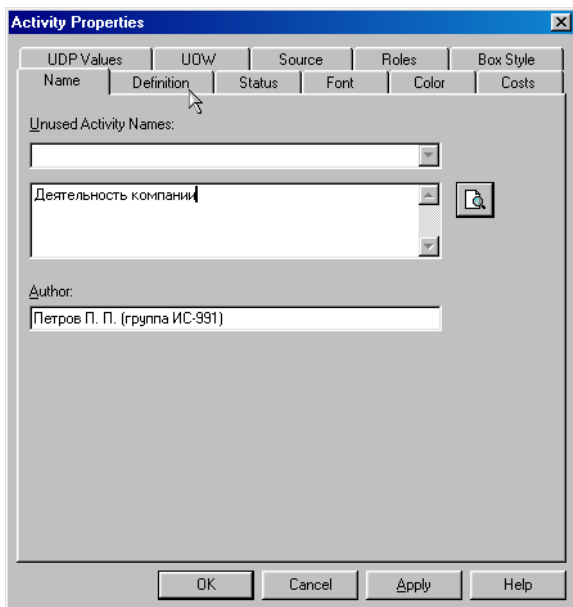 Activity Properties
UDP Values UOW Source Roles Box Style
Name Definition Status Font Color Costs
Unused Activity Names:
Деятельность компании
Author:
Петров П. П. (группа ИС-991)
OK Cancel Apply Help